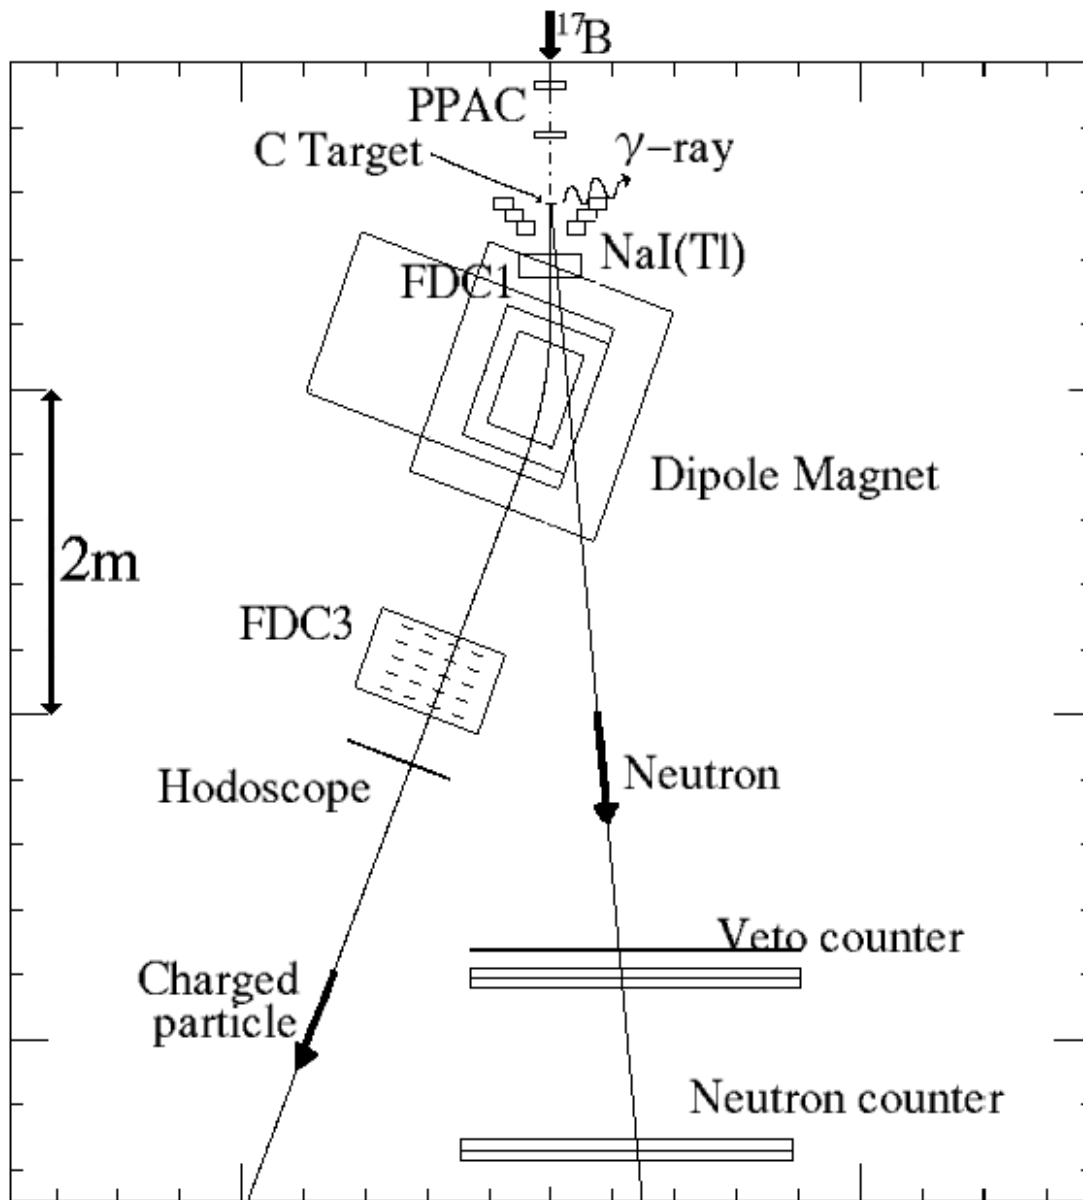 ¹⁷B
PPAC
C Target
γ−ray
NaI(Tl)
FDC1
Dipole Magnet
2m
FDC3
Hodoscope
Neutron
Veto counter
Charged
particle
Neutron counter